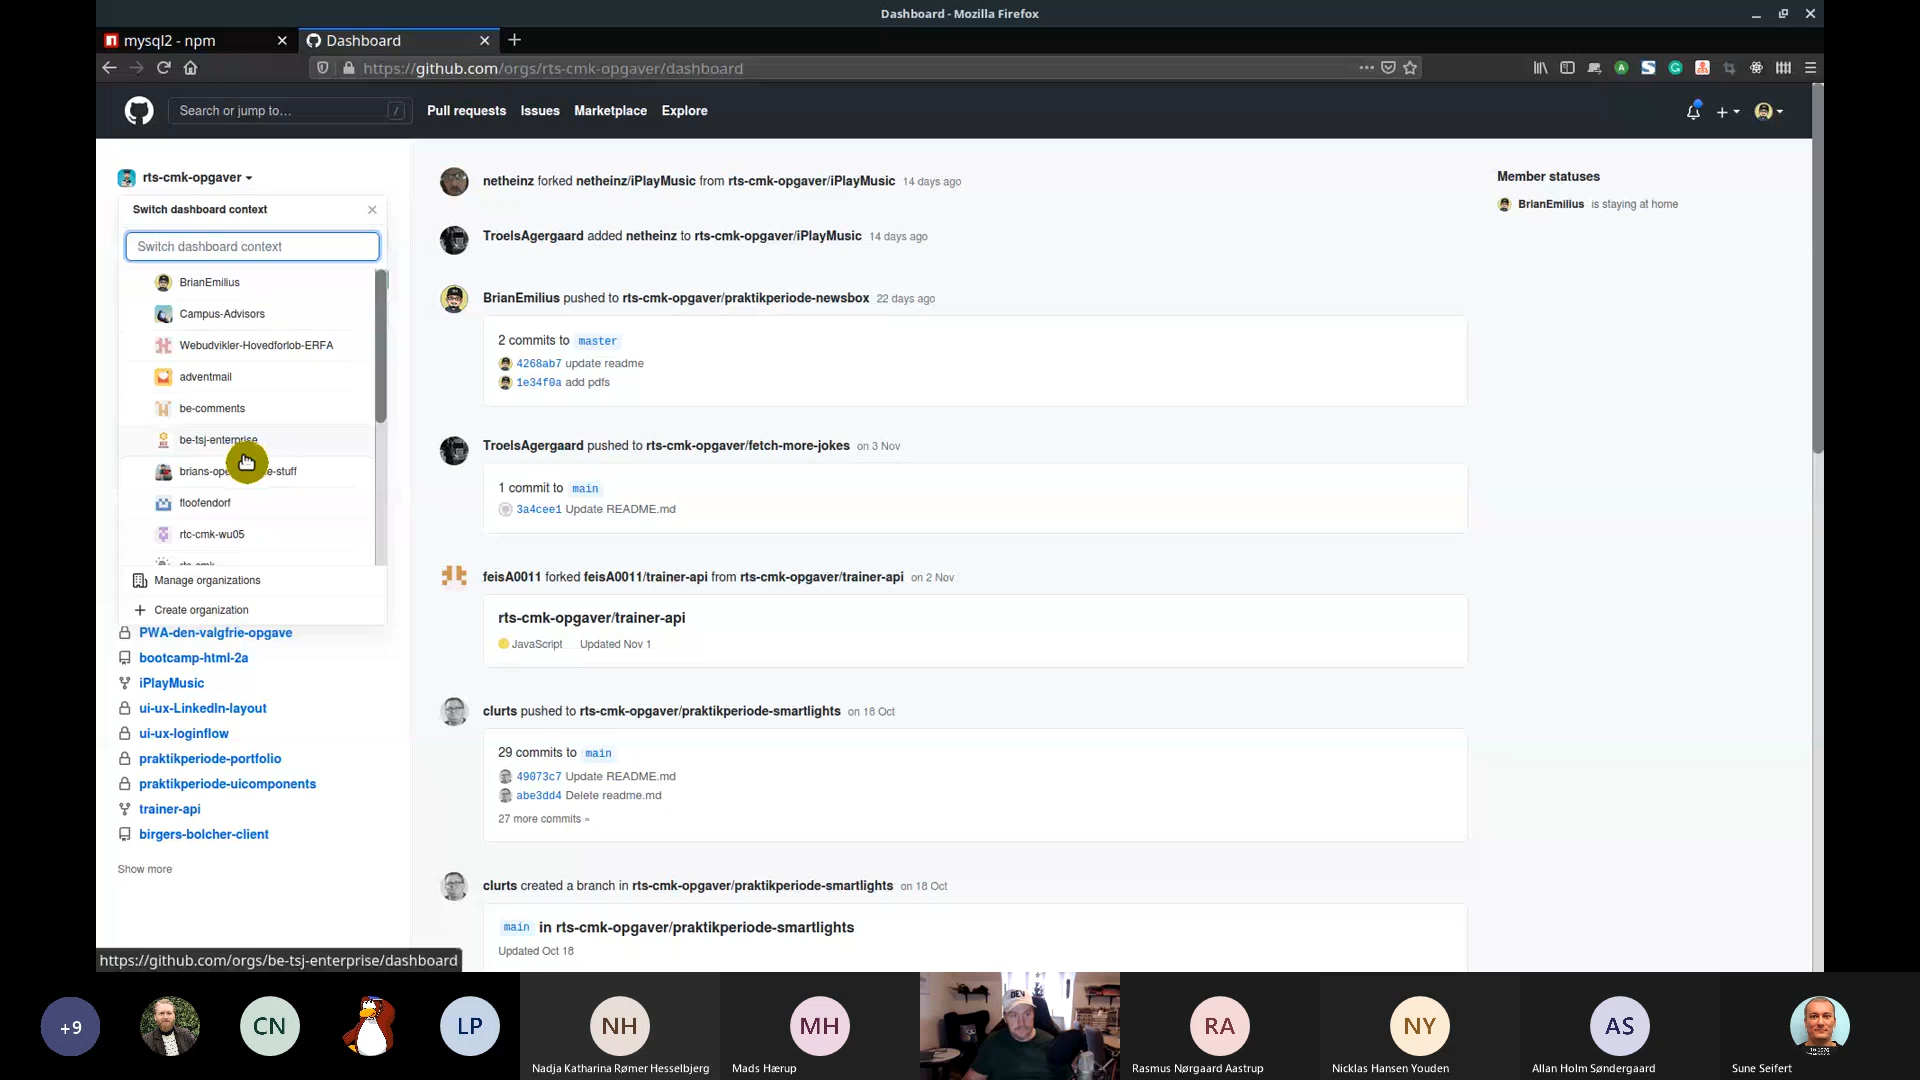 Dashboard - Mozilla Firefox
mysql2 - npm
Dashboard
https://github.com/orgs/rts-cmk-opgaver/dashboard
Search or jump to…
/
Pull requests
Issues
Marketplace
Explore
rts-cmk-opgaver
Switch dashboard context
Switch dashboard context
BrianEmilius
Campus-Advisors
Webudvikler-Hovedforlob-ERFA
adventmail
be-comments
be-tsj-enterprise
floofendorf
rtc-cmk-wu05
Manage organizations
Create organization
PWA-den-valgfrie-opgave
bootcamp-html-2a
iPlayMusic
ui-ux-LinkedIn-layout
ui-ux-loginflow
praktikperiode-portfolio
praktikperiode-uicomponents
trainer-api
birgers-bolcher-client
Show more
netheinz forked netheinz/iPlayMusic from rts-cmk-opgaver/iPlayMusic 14 days ago
TroelsAgergaard added netheinz to rts-cmk-opgaver/iPlayMusic 14 days ago
BrianEmilius pushed to rts-cmk-opgaver/praktikperiode-newsbox 22 days ago
2 commits to master
4268ab7 update readme
1e34f0a add pdfs
TroelsAgergaard pushed to rts-cmk-opgaver/fetch-more-jokes on 3 Nov
1 commit to main
3a4cee1 Update README.md
feisA0011 forked feisA0011/trainer-api from rts-cmk-opgaver/trainer-api on 2 Nov
rts-cmk-opgaver/trainer-api
JavaScript Updated Nov 1
clurts pushed to rts-cmk-opgaver/praktikperiode-smartlights on 18 Oct
29 commits to main
49073c7 Update README.md
abe3dd4 Delete readme.md
27 more commits »
clurts created a branch in rts-cmk-opgaver/praktikperiode-smartlights on 18 Oct
main in rts-cmk-opgaver/praktikperiode-smartlights
Updated Oct 18
Member statuses
BrianEmilius is staying at home
https://github.com/orgs/be-tsj-enterprise/dashboard
+9
CN
LP
NH
Nadja Katharina Rømer Hesselbjerg
MH
Mads Hærup
DEV
RA
Rasmus Nørgaard Aastrup
NY
Nicklas Hansen Youden
AS
Allan Holm Søndergaard
Sune Seifert